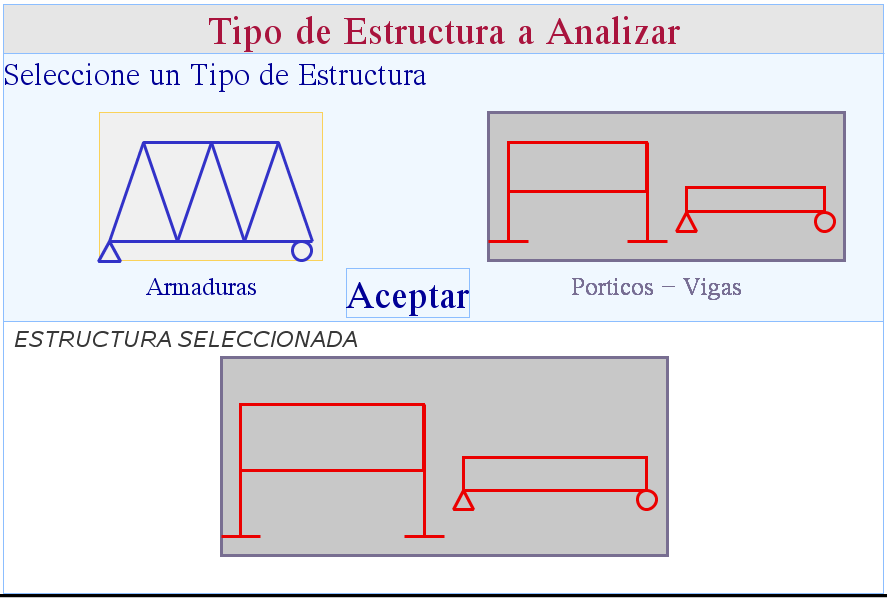 Tipo de Estructura a Analizar
Seleccione un Tipo de Estructura
Armaduras
Aceptar
Porticos - Vigas
ESTRUCTURA SELECCIONADA